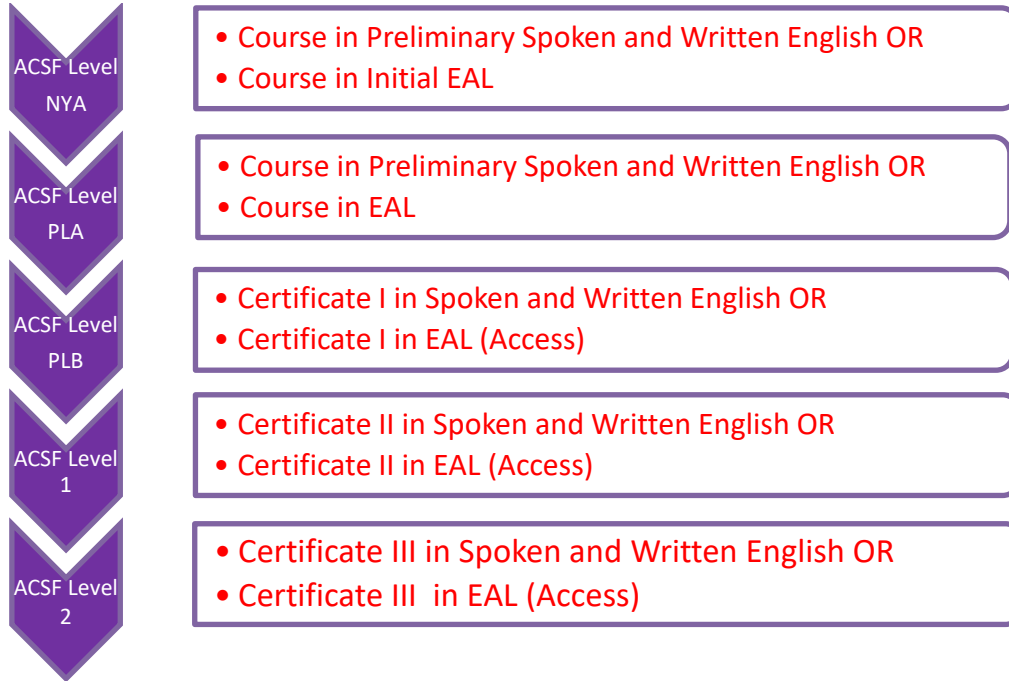 ACSF Level
NYA
• Course in Preliminary Spoken and Written English OR
• Course in Initial EAL
ACSF Level
PLA
• Course in Preliminary Spoken and Written English OR
• Course in EAL
ACSF Level
PLB
• Certificate I in Spoken and Written English OR
• Certificate I in EAL (Access)
ACSF Level
1
• Certificate II in Spoken and Written English OR
• Certificate II in EAL (Access)
ACSF Level
2
• Certificate III in Spoken and Written English OR
• Certificate III  in EAL (Access)